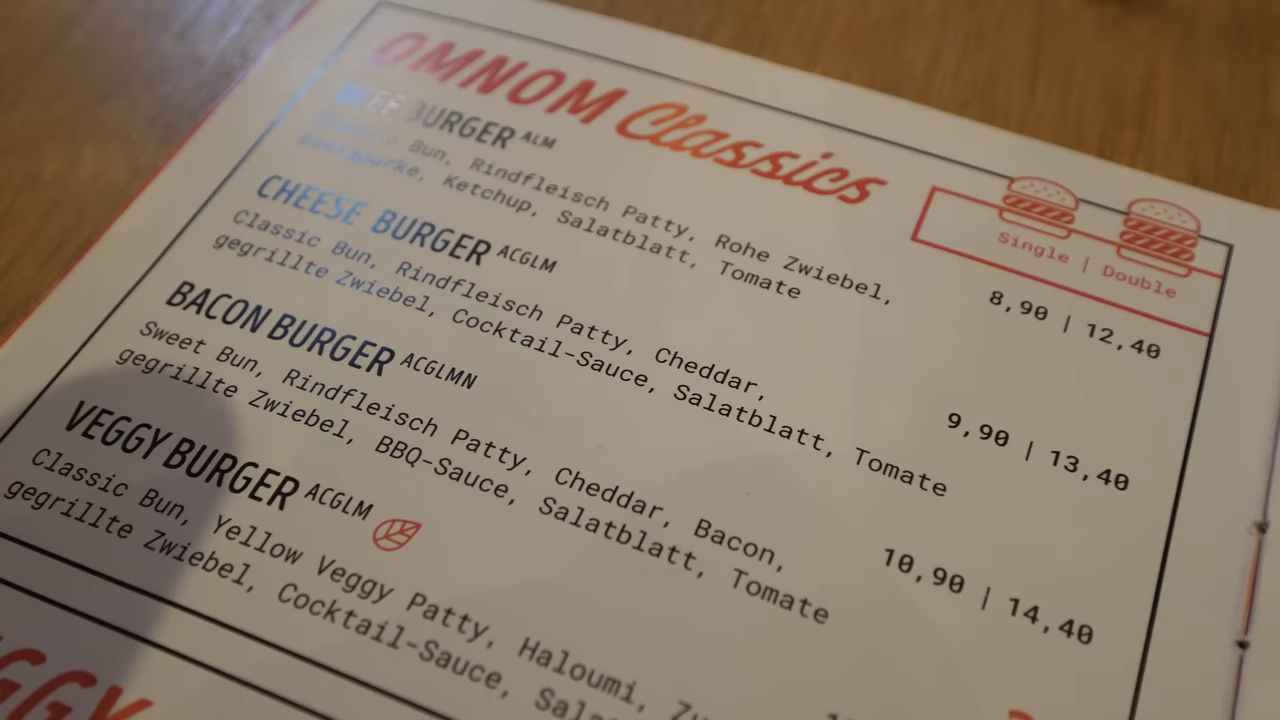 OMNOM Classics
Single | Double
BEEF BURGER ALM
Classic Bun, Rindfleisch Patty, Rohe Zwiebel,
Essiggurke, Ketchup, Salatblatt, Tomate
8,90 | 12,40
CHEESE BURGER ACGLM
Classic Bun, Rindfleisch Patty, Cheddar,
gegrillte Zwiebel, Cocktail-Sauce, Salatblatt, Tomate
9,90 | 13,40
BACON BURGER ACGLMN
Sweet Bun, Rindfleisch Patty, Cheddar, Bacon,
gegrillte Zwiebel, BBQ-Sauce, Salatblatt, Tomate
10,90 | 14,40
VEGGY BURGER ACGLM
Classic Bun, Yellow Veggy Patty, Haloumi,
gegrillte Zwiebel, Cocktail-Sauce,